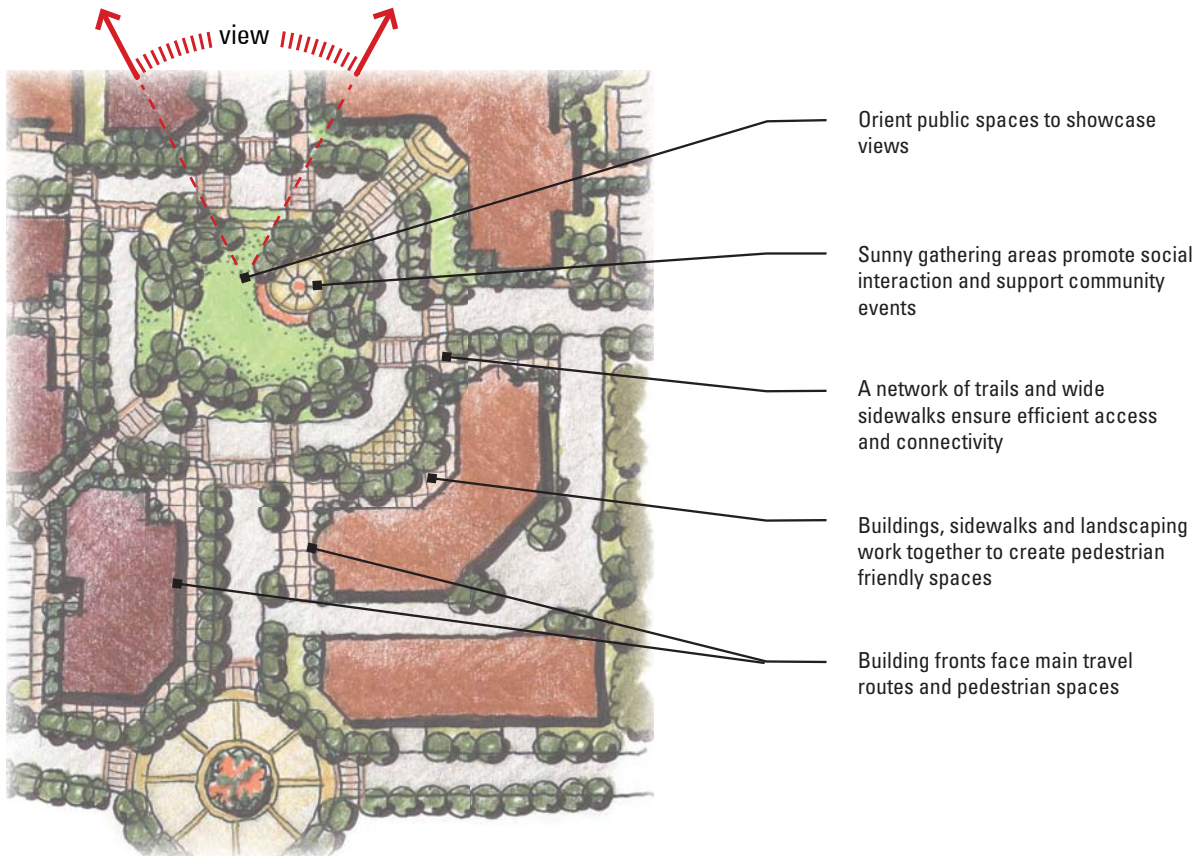 view
Orient public spaces to showcase
views
Sunny gathering areas promote social
interaction and support community
events
A network of trails and wide
sidewalks ensure efficient access
and connectivity
Buildings, sidewalks and landscaping
work together to create pedestrian
friendly spaces
Building fronts face main travel
routes and pedestrian spaces